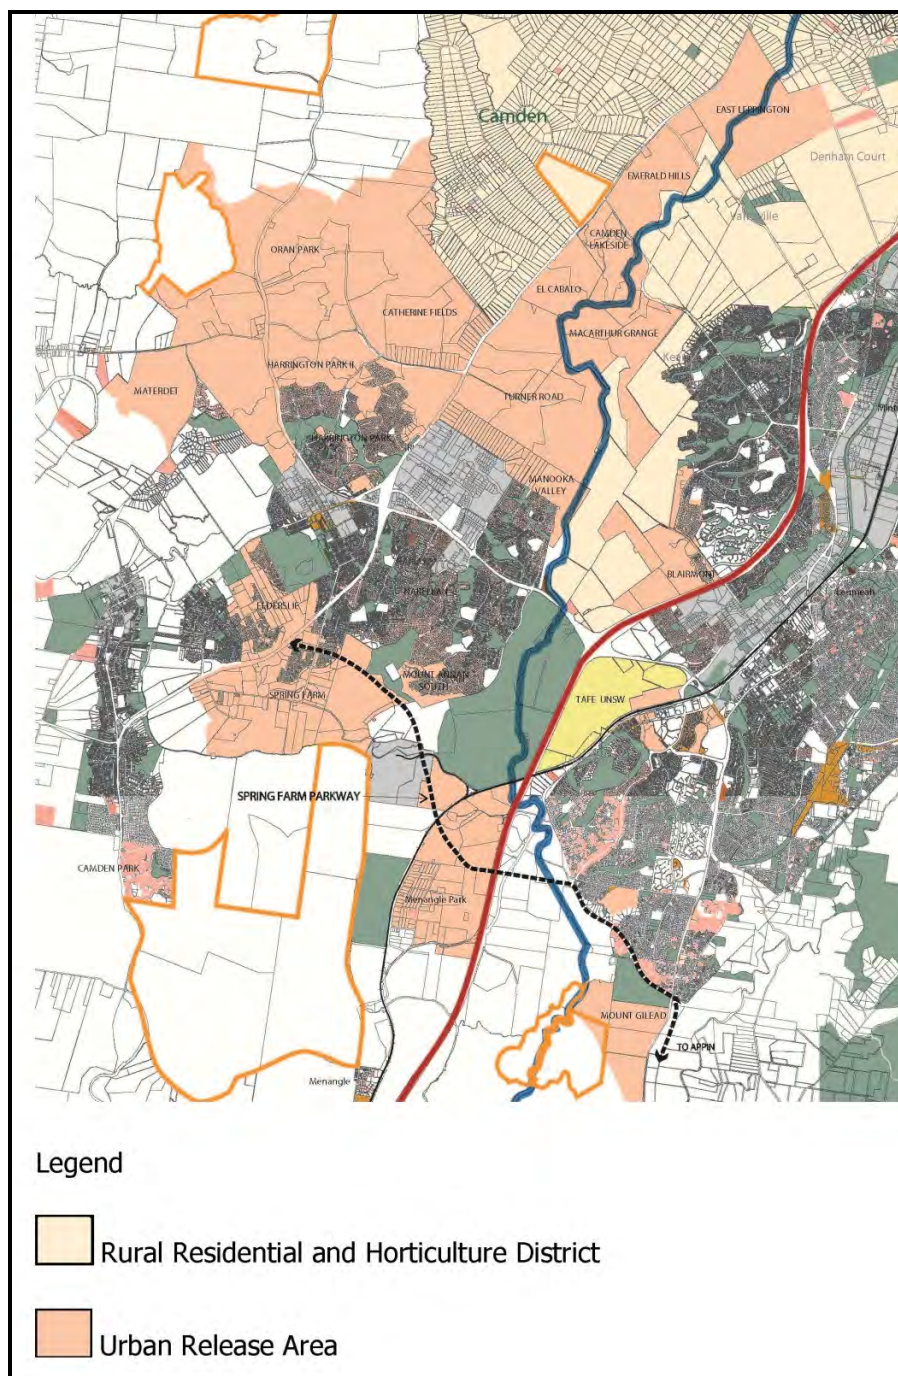 EAST LEPPINGTON
Camden
Denham Court
EMERALD HILLS
CAMDEN
LAKESIDE
ORAN PARK
EL CABALO
CATHERINE FIELDS
MACARTHUR GRANGE
HARRINGTON PARK II
MATERDET
TURNER ROAD
HARRINGTON PARK
MANOOKA
VALLEY
BLAIRMONT
ELDERSLIE
MOUNT ANNAN
SOUTH
SPRING FARM
TAFE UNSW
SPRING FARM PARKWAY
CAMDEN PARK
Menangle Park
MOUNT GILEAD
TO APPIN
Menangle
Legend
Rural Residential and Horticulture District
Urban Release Area